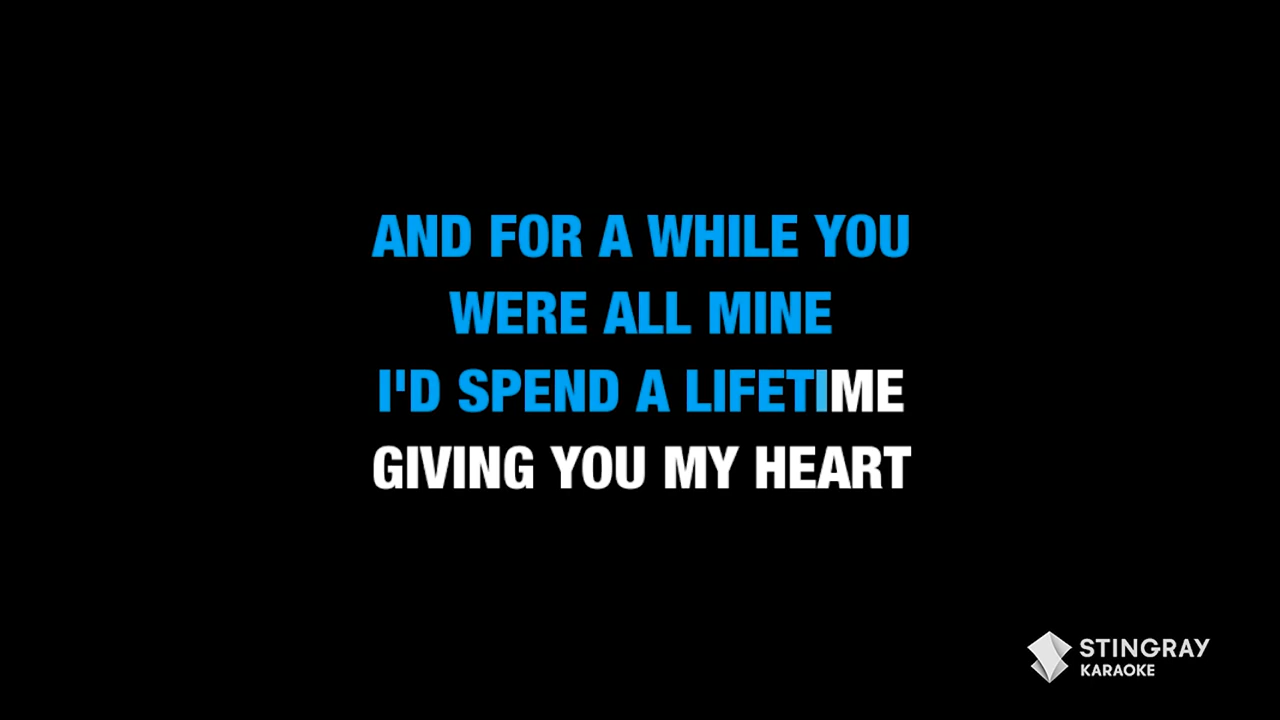 AND FOR A WHILE YOU
WERE ALL MINE
I'D SPEND A LIFETIME
GIVING YOU MY HEART
STINGRAY
KARAOKE